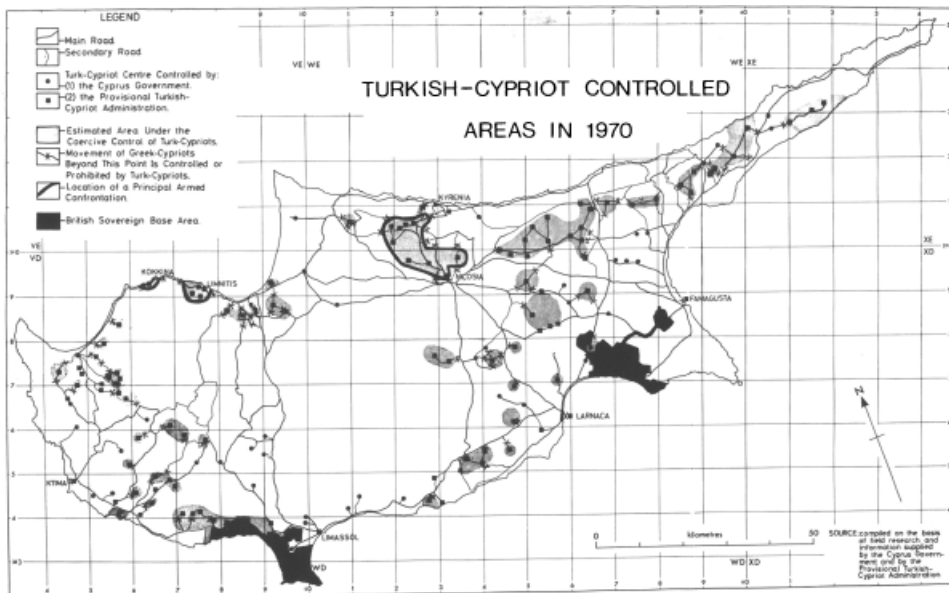 LEGEND
Main Road.
Secondary Road.
Turk-Cypriot Centre Controlled by:
(1) the Cyprus Government.
(2) the Provisional Turkish-
Cypriot Administration.
Estimated Area Under the
Coercive Control of Turk-Cypriots.
Movement of Greek-Cypriots
Beyond This Point Is Controlled or
Prohibited by Turk-Cypriots.
Location of a Principal Armed
Confrontation.
British Sovereign Base Area.
TURKISH-CYPRIOT CONTROLLED
AREAS IN 1970
VE WE
WE XE
VE
VD
XE
XD
KYRENIA
NICOSIA
KOKKINA
LIMNITIS
FAMAGUSTA
LARNACA
KTIMA
LIMASSOL
WD
WD XD
N
0
kilometres
50
SOURCE: compiled on the basis
of field research and
information supplied
by the Cyprus Govern-
ment and by the
Provisional Turkish-
Cypriot Administration